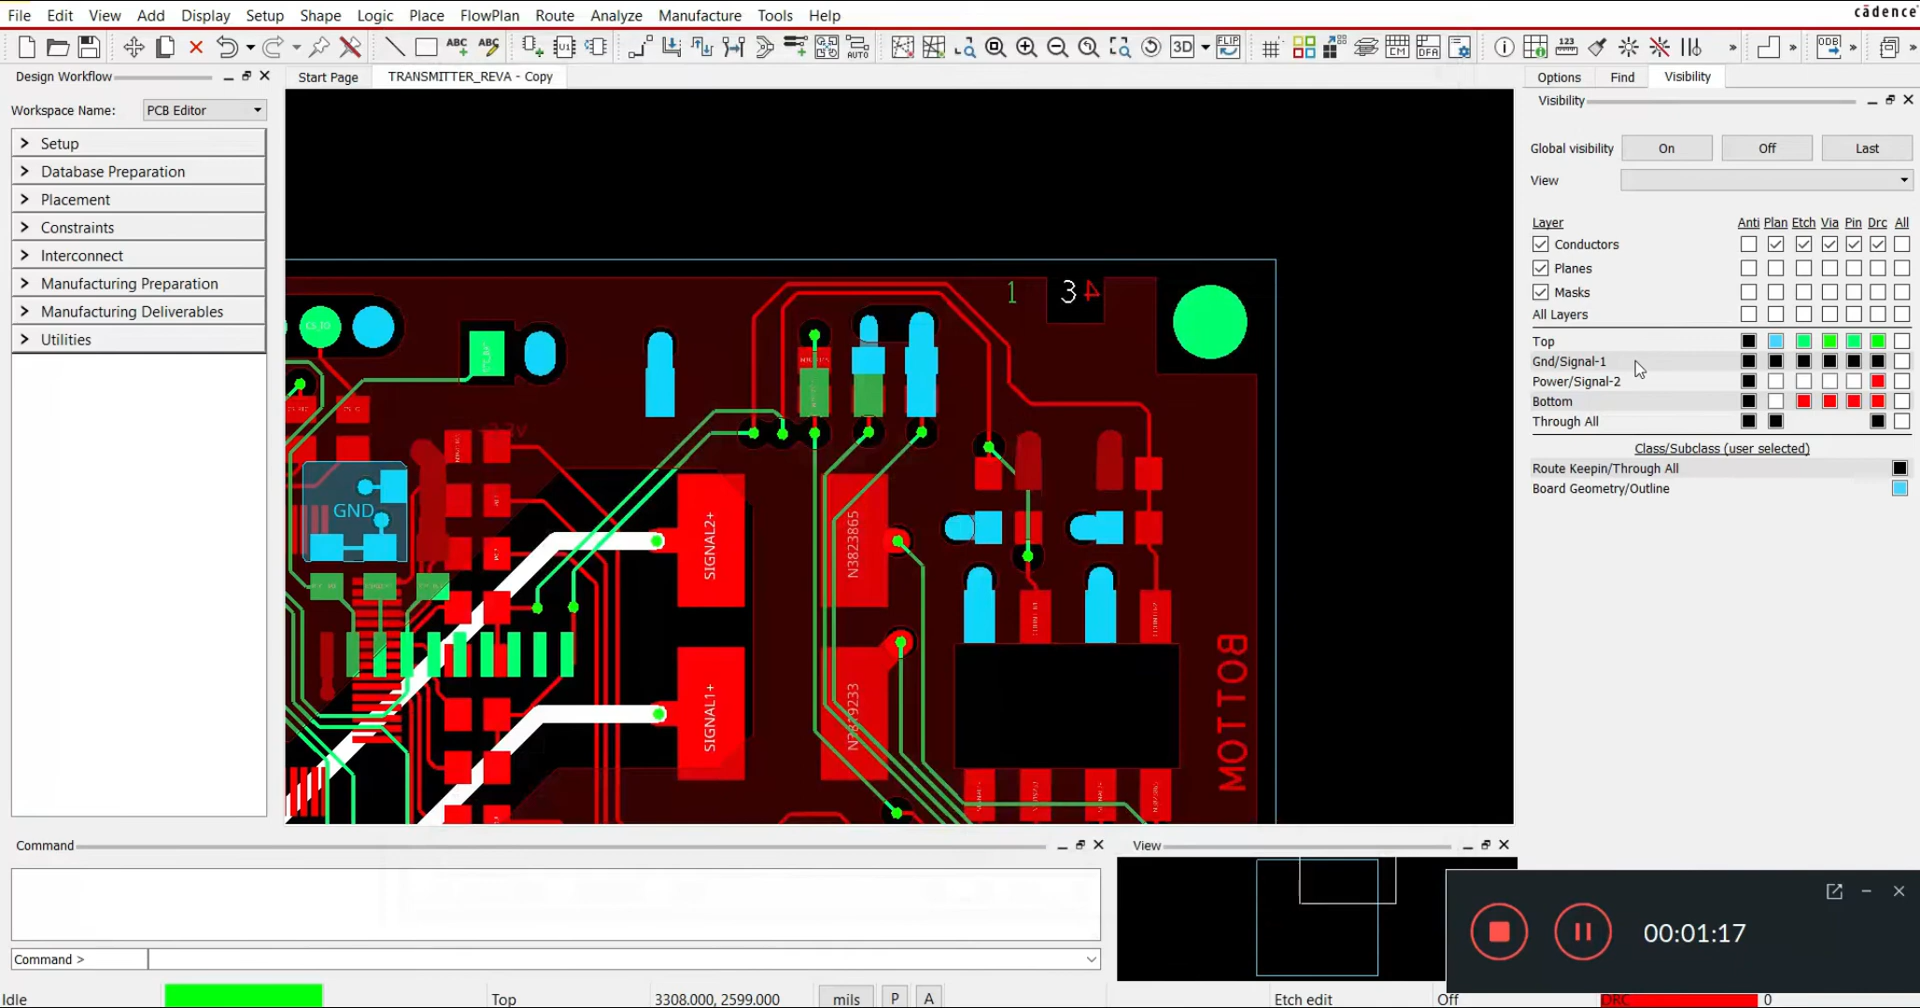 File Edit View Add Display Setup Shape Logic Place FlowPlan Route Analyze Manufacture Tools Help
cādence
Design Workflow
Start Page
TRANSMITTER_REVA - Copy
Options Find Visibility
Workspace Name: PCB Editor
Setup
Database Preparation
Placement
Constraints
Interconnect
Manufacturing Preparation
Manufacturing Deliverables
Utilities
Visibility
Global visibility On Off Last
View
Layer Anti Plan Etch Via Pin Drc All
Conductors
Planes
Masks
All Layers
Top
Gnd/Signal-1
Power/Signal-2
Bottom
Through All
Class/Subclass (user selected)
Route Keepin/Through All
Board Geometry/Outline
1 3 4
GND
SIGNAL2+
N3823865
SIGNAL1+
BOTTOM
Command
View
Command >
00:01:17
Idle Top 3308.000, 2599.000 mils P A Etch edit Off DRC 0